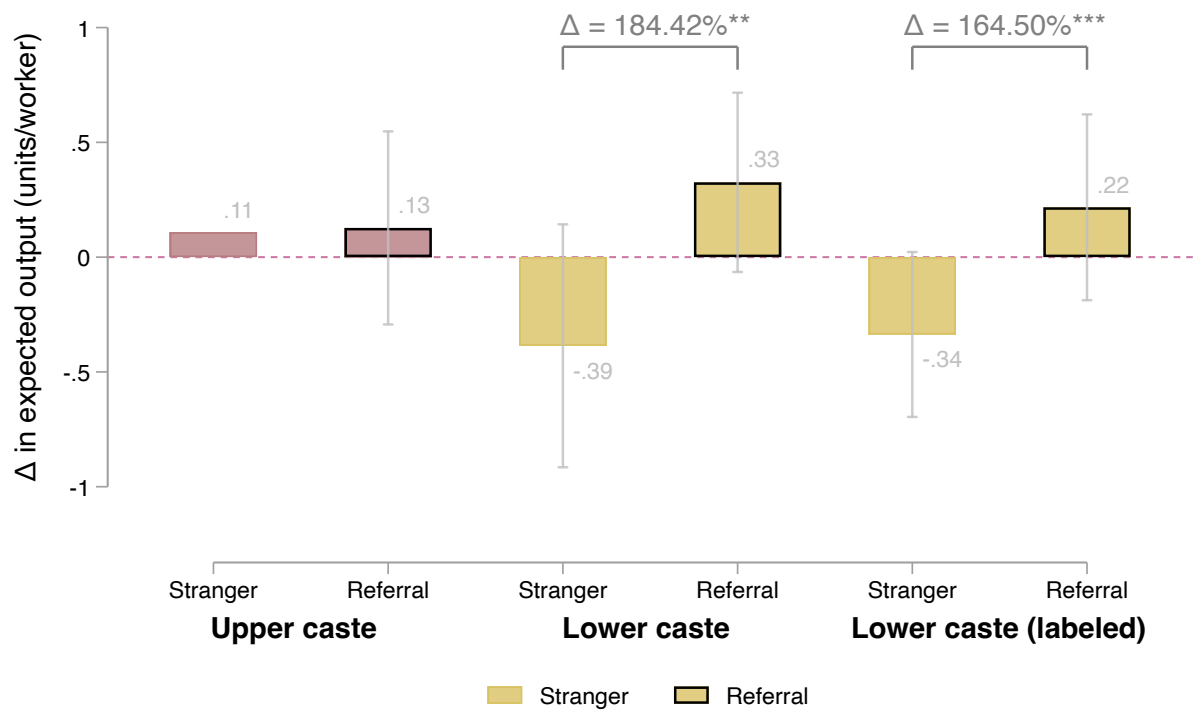 Δ in expected output (units/worker)
1
.5
0
-.5
-1
Δ = 184.42%**
Δ = 164.50%***
.11
.13
-.39
.33
-.34
.22
Stranger Referral Stranger Referral Stranger Referral
Upper caste Lower caste Lower caste (labeled)
Stranger Referral